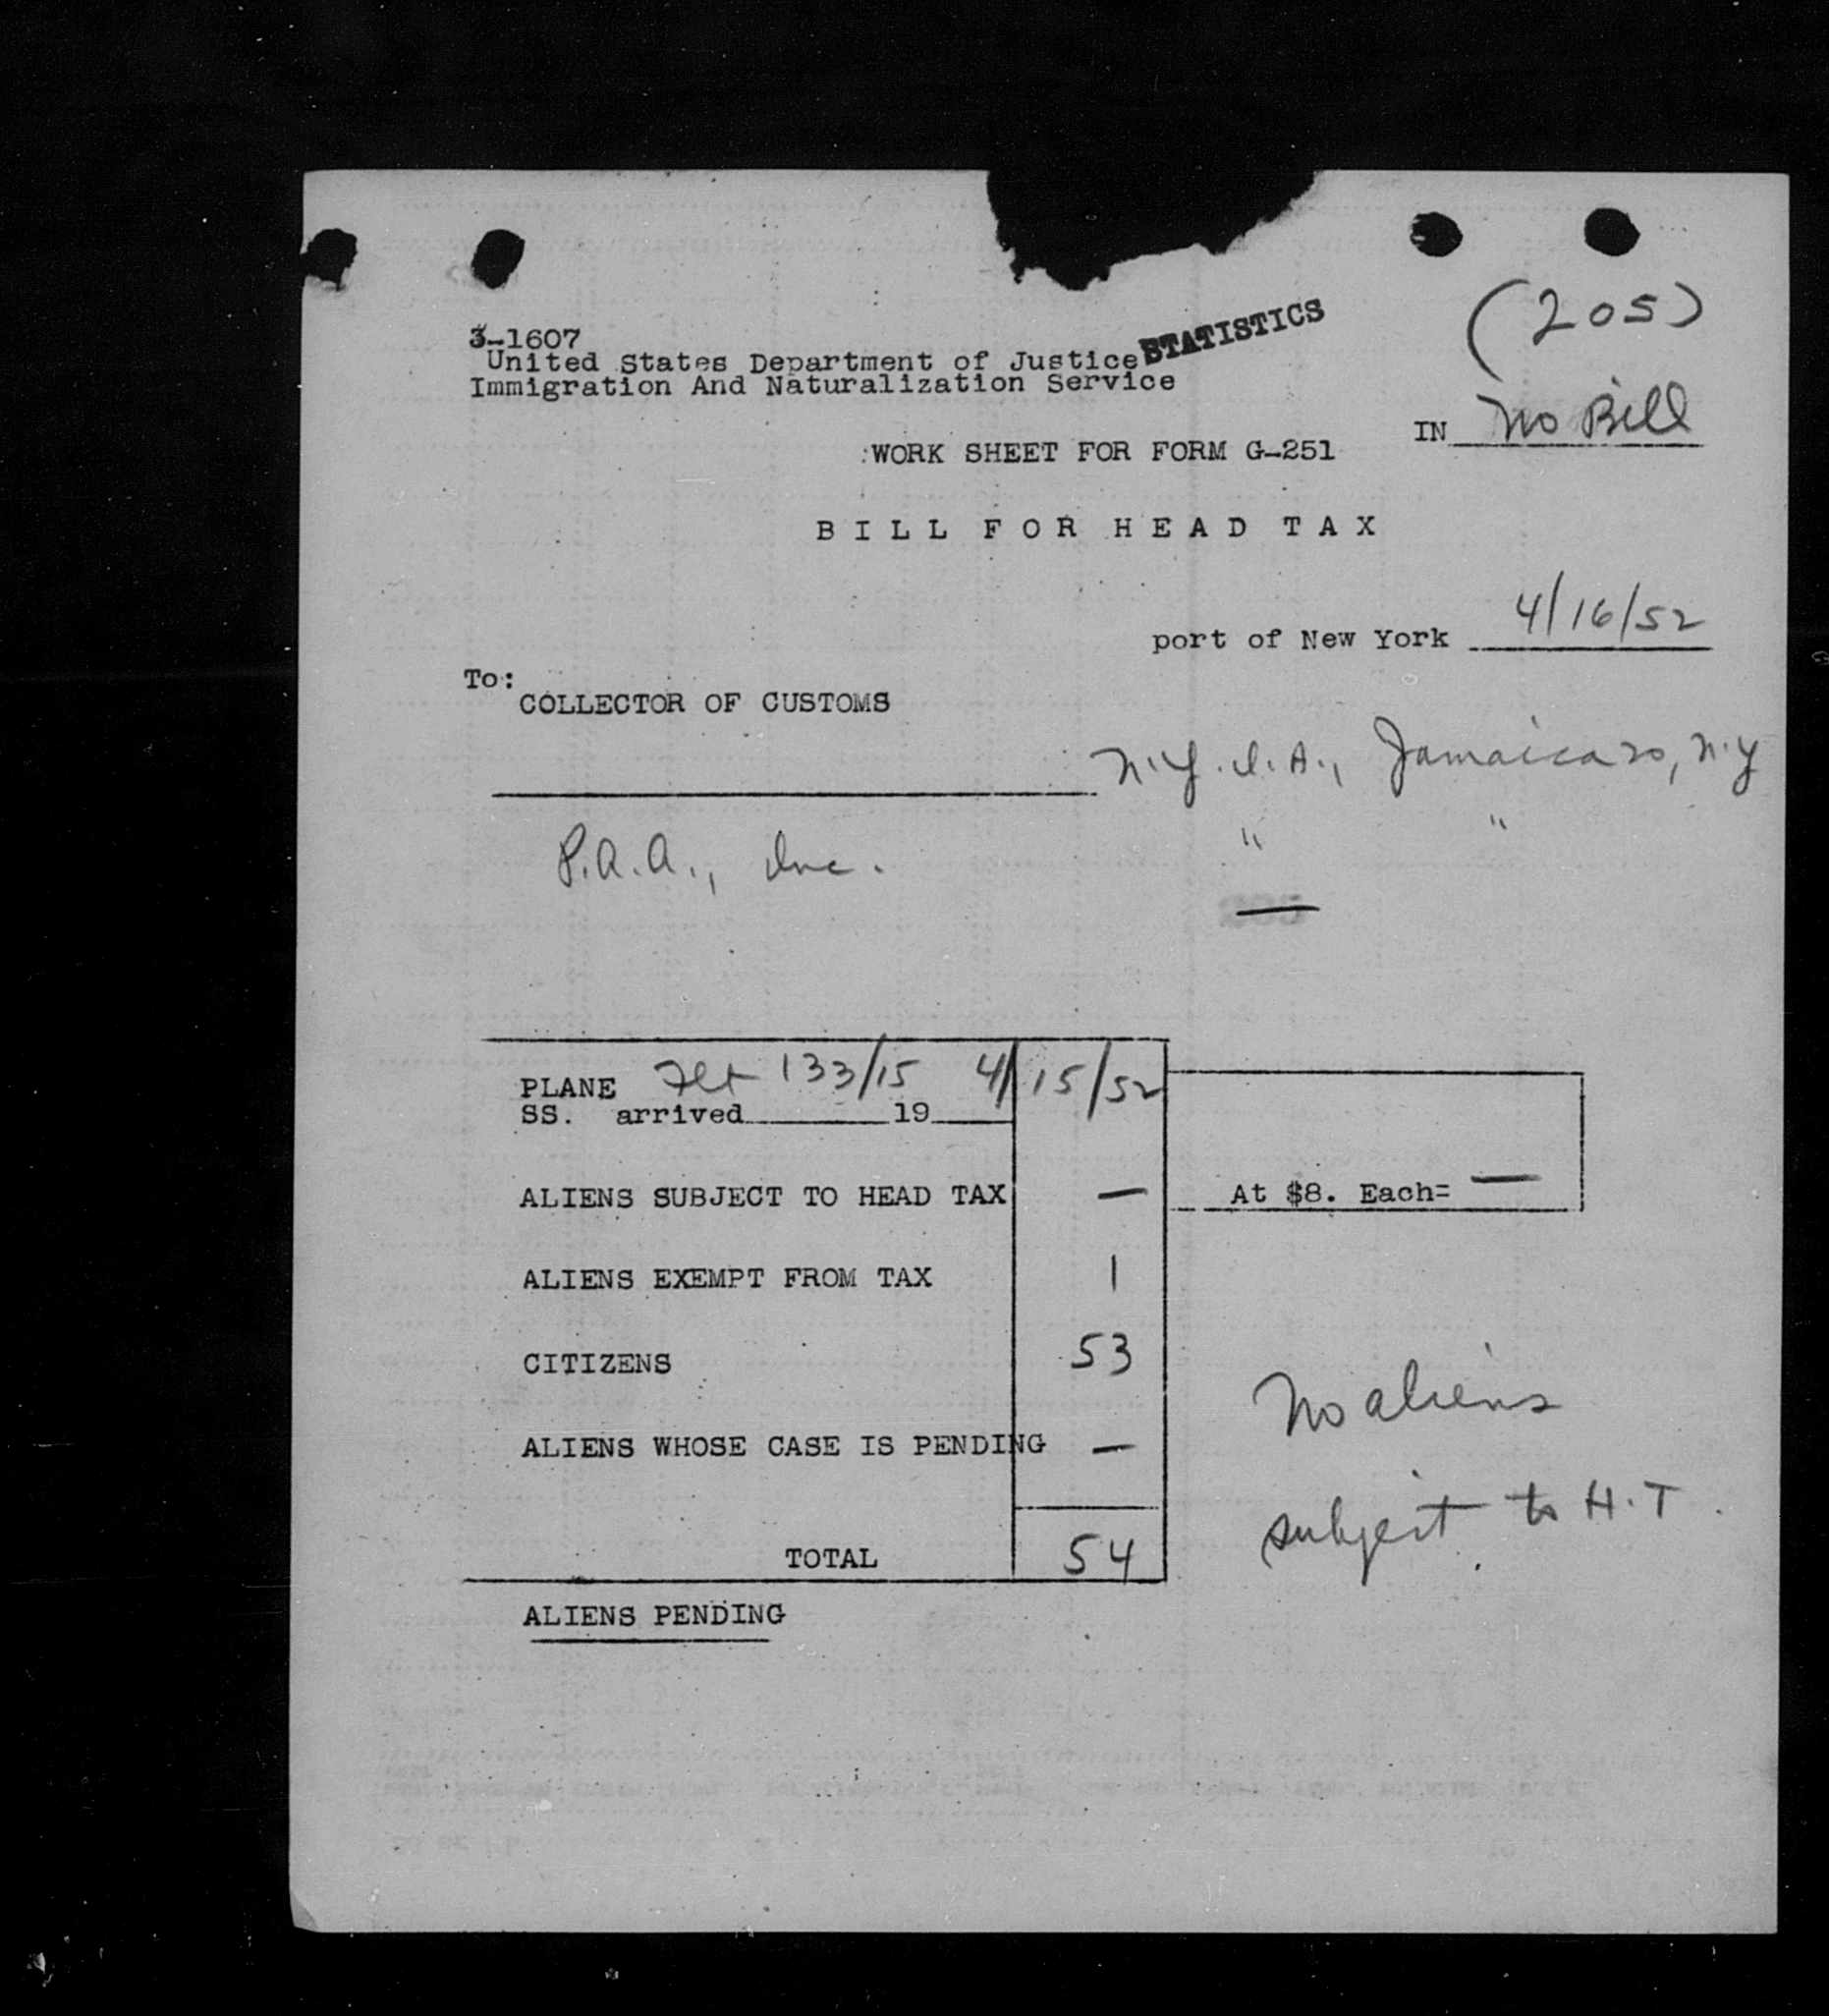 (205)
3-1607
STATISTICS
United States Department of Justice
Immigration And Naturalization Service
IN No Bill
WORK SHEET FOR FORM G-251
BILL FOR HEAD TAX
port of New York 4/16/52
To:
COLLECTOR OF CUSTOMS
N.Y.I.A., Jamaica 20, N.Y
P.A.A., Inc. " "
PLANE Flt 133/15 4/15/52
SS. arrived 19
ALIENS SUBJECT TO HEAD TAX — At $8. Each= —
ALIENS EXEMPT FROM TAX 1
CITIZENS 53
No aliens
ALIENS WHOSE CASE IS PENDING —
subject to H.T.
TOTAL 54
ALIENS PENDING